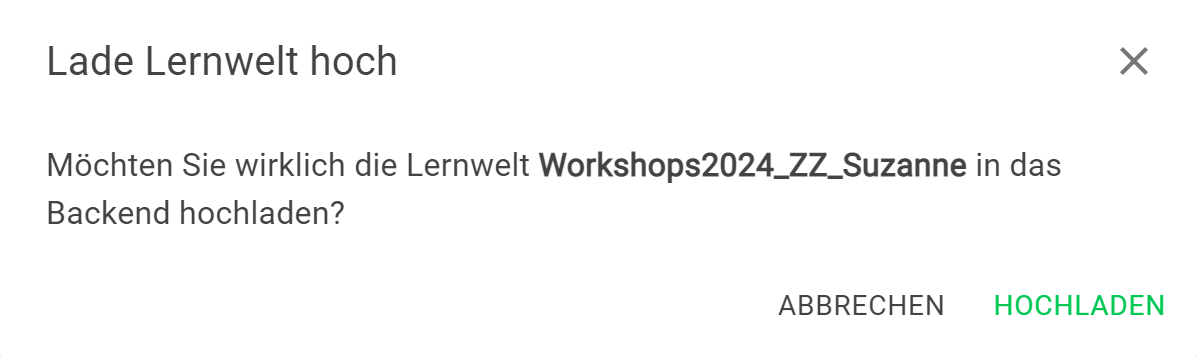 Lade Lernwelt hoch
Möchten Sie wirklich die Lernwelt Workshops2024_ZZ_Suzanne in das
Backend hochladen?
ABBRECHEN HOCHLADEN